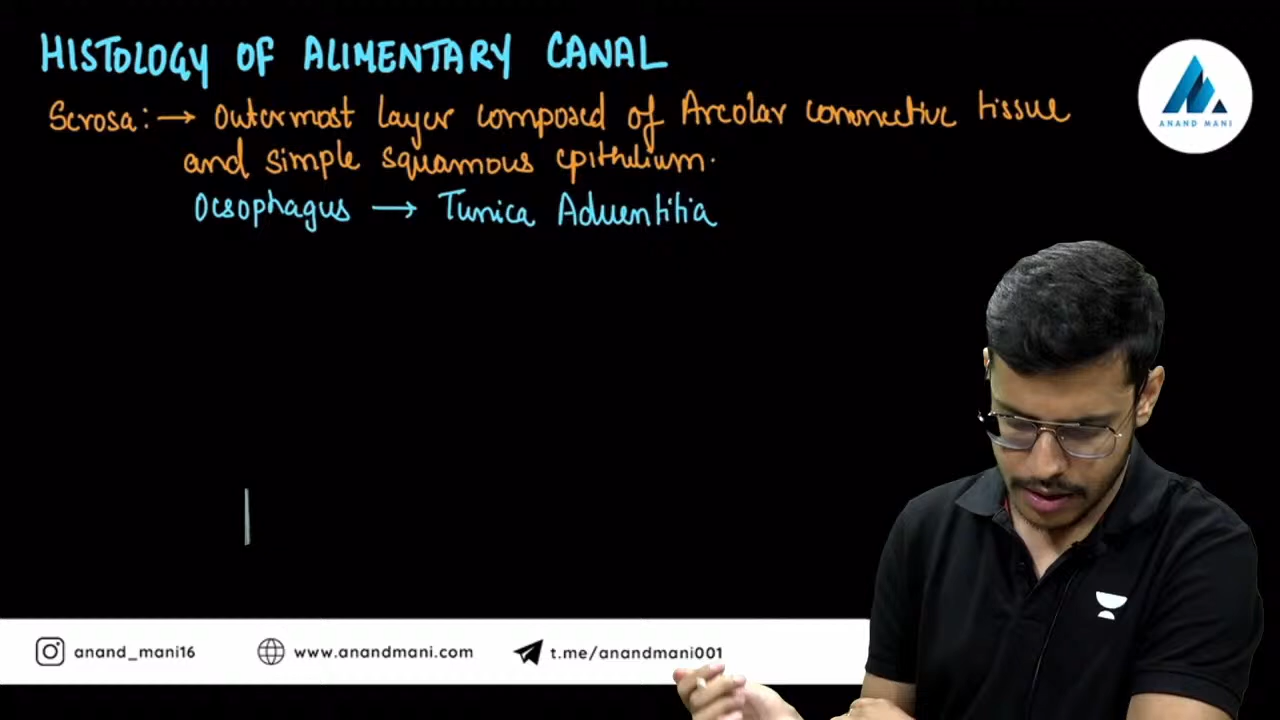 HISTOLOGY OF ALIMENTARY CANAL
Serosa:→ Outermost layer composed of Areolar connective tissue
and simple squamous epithelium.
Oesophagus → Tunica Adventitia
ANAND MANI
anand_mani16
www.anandmani.com
t.me/anandmani001